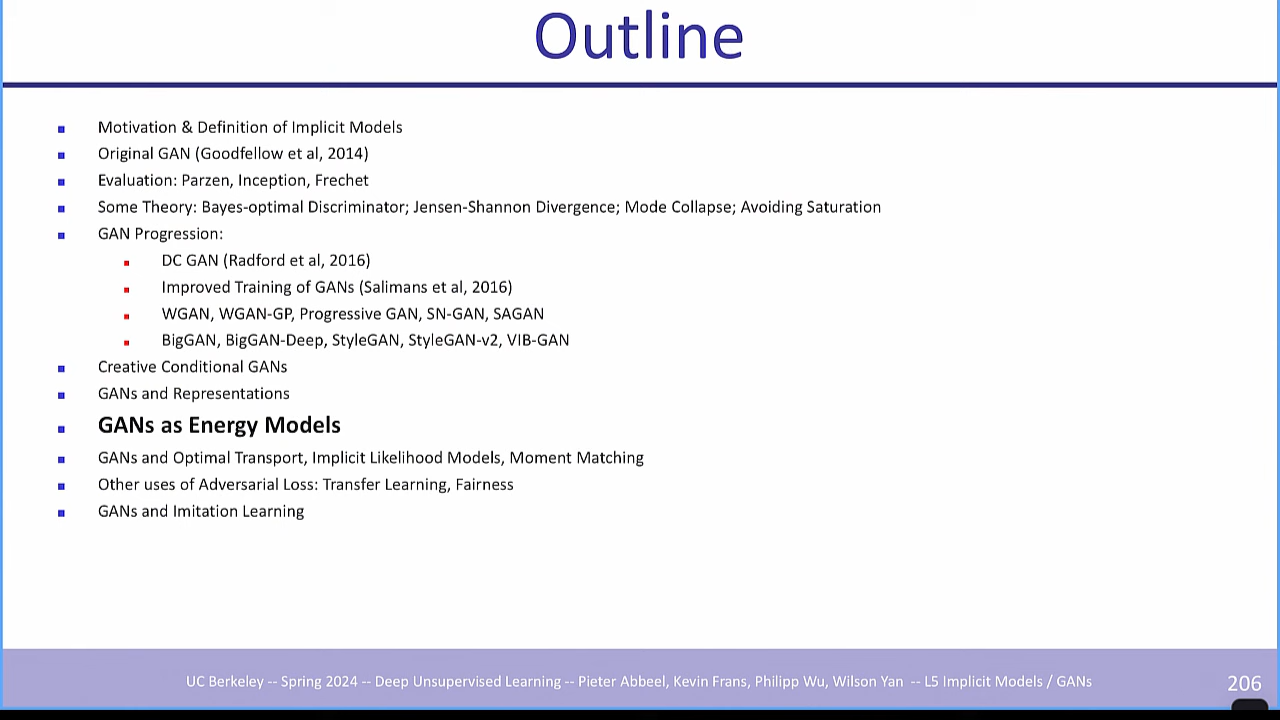 Outline
Motivation & Definition of Implicit Models
Original GAN (Goodfellow et al, 2014)
Evaluation: Parzen, Inception, Frechet
Some Theory: Bayes-optimal Discriminator; Jensen-Shannon Divergence; Mode Collapse; Avoiding Saturation
GAN Progression:
DC GAN (Radford et al, 2016)
Improved Training of GANs (Salimans et al, 2016)
WGAN, WGAN-GP, Progressive GAN, SN-GAN, SAGAN
BigGAN, BigGAN-Deep, StyleGAN, StyleGAN-v2, VIB-GAN
Creative Conditional GANs
GANs and Representations
GANs as Energy Models
GANs and Optimal Transport, Implicit Likelihood Models, Moment Matching
Other uses of Adversarial Loss: Transfer Learning, Fairness
GANs and Imitation Learning
UC Berkeley -- Spring 2024 -- Deep Unsupervised Learning -- Pieter Abbeel, Kevin Frans, Philipp Wu, Wilson Yan -- L5 Implicit Models / GANs
206